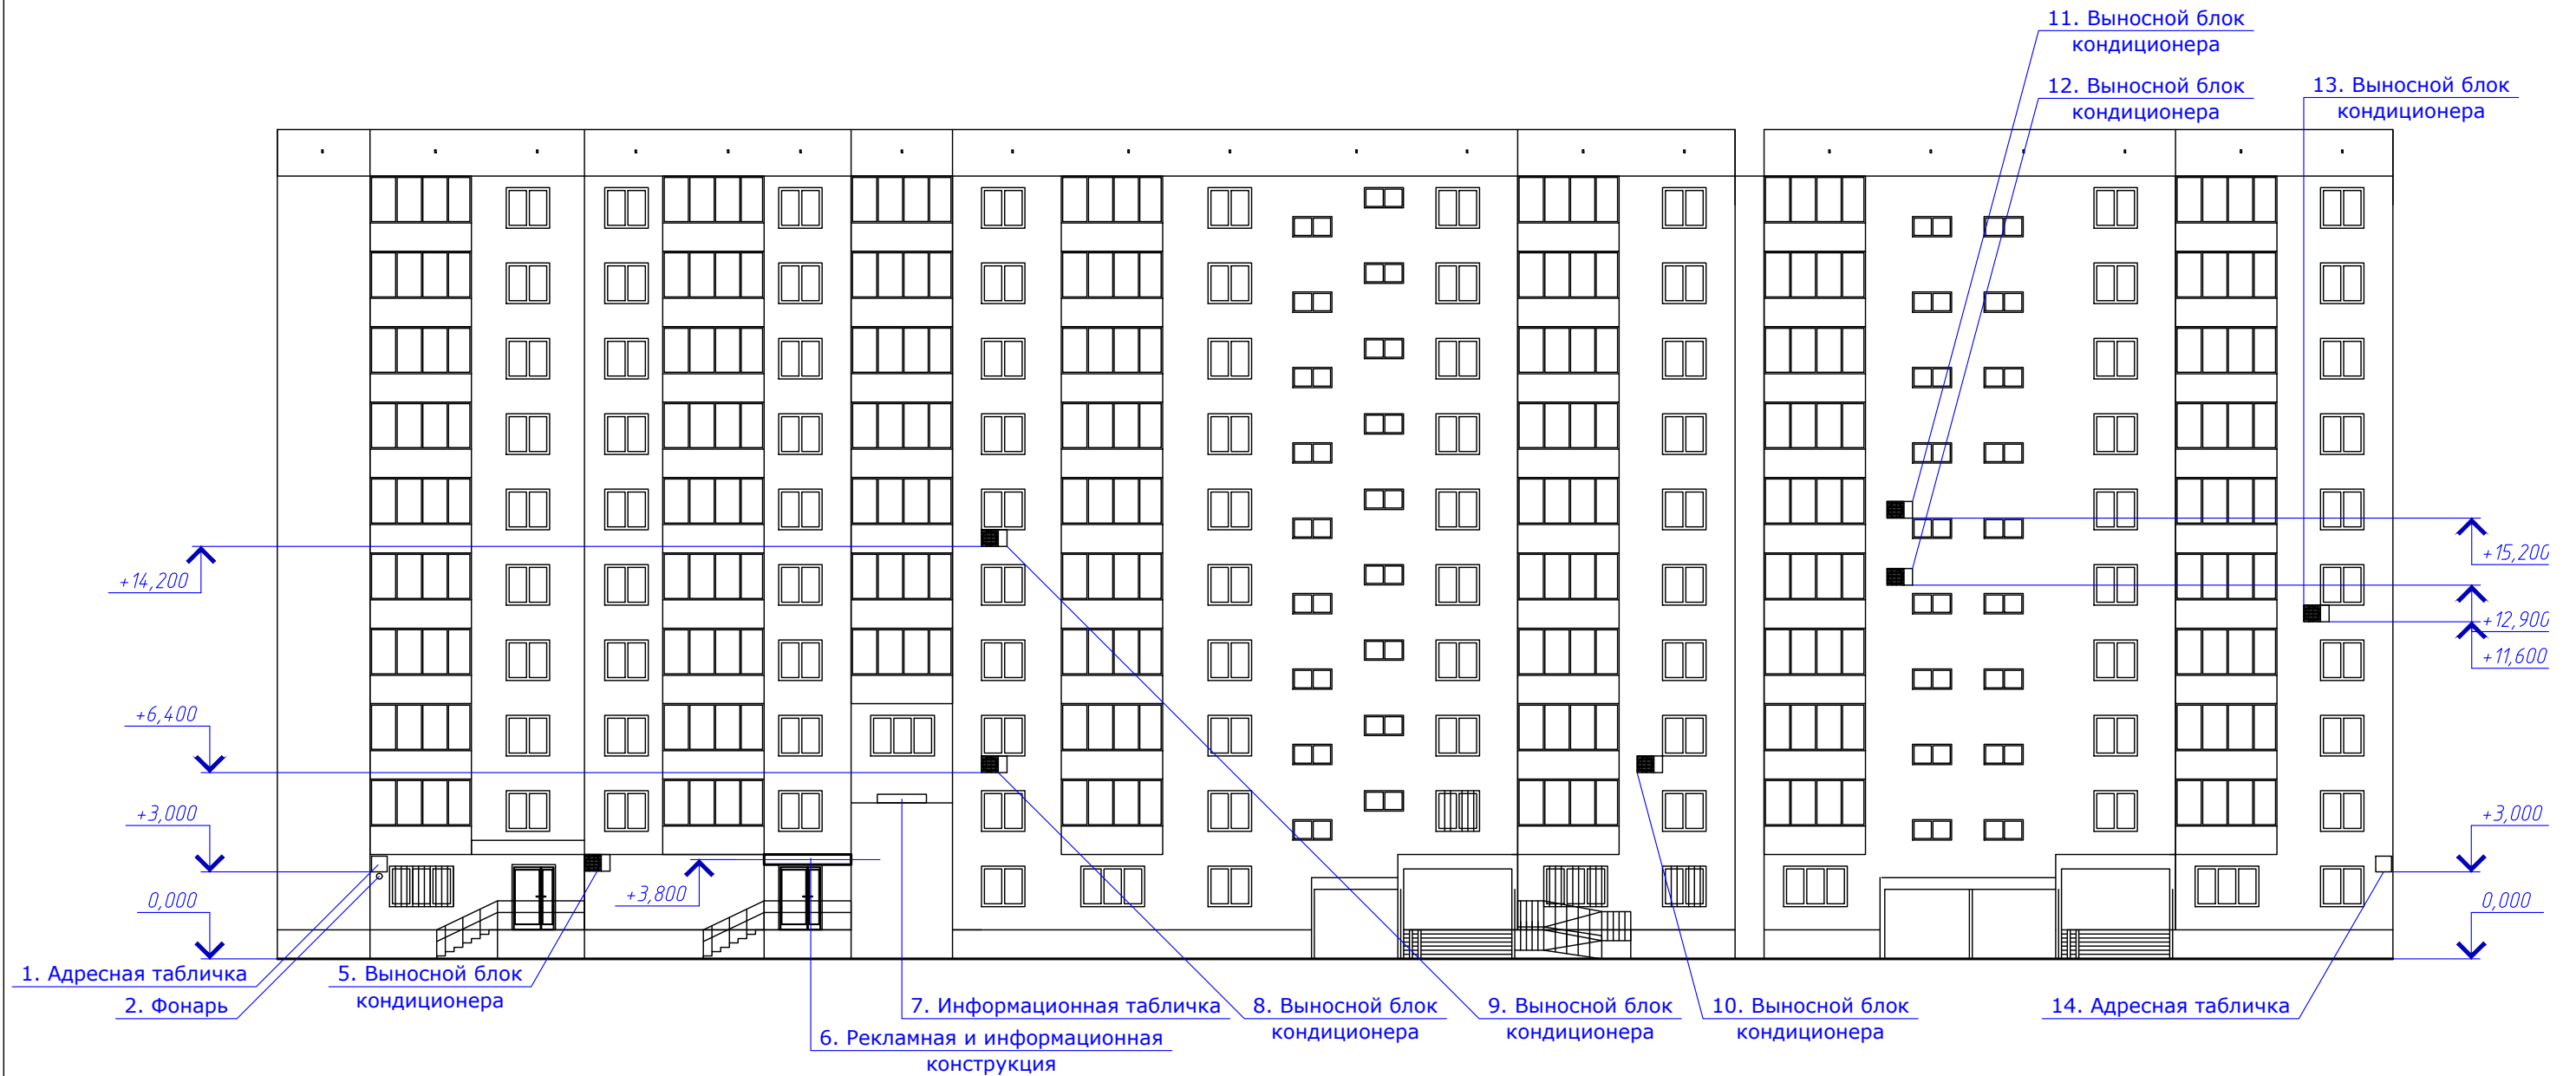 11. Выносной блок
кондиционера
12. Выносной блок
кондиционера
13. Выносной блок
кондиционера
+14,200
+15,200
+12,900
+11,600
+6,400
+3,000
+3,000
+3,800
0,000
0,000
1. Адресная табличка
2. Фонарь
5. Выносной блок
кондиционера
7. Информационная табличка
6. Рекламная и информационная
конструкция
8. Выносной блок
кондиционера
9. Выносной блок
кондиционера
10. Выносной блок
кондиционера
14. Адресная табличка